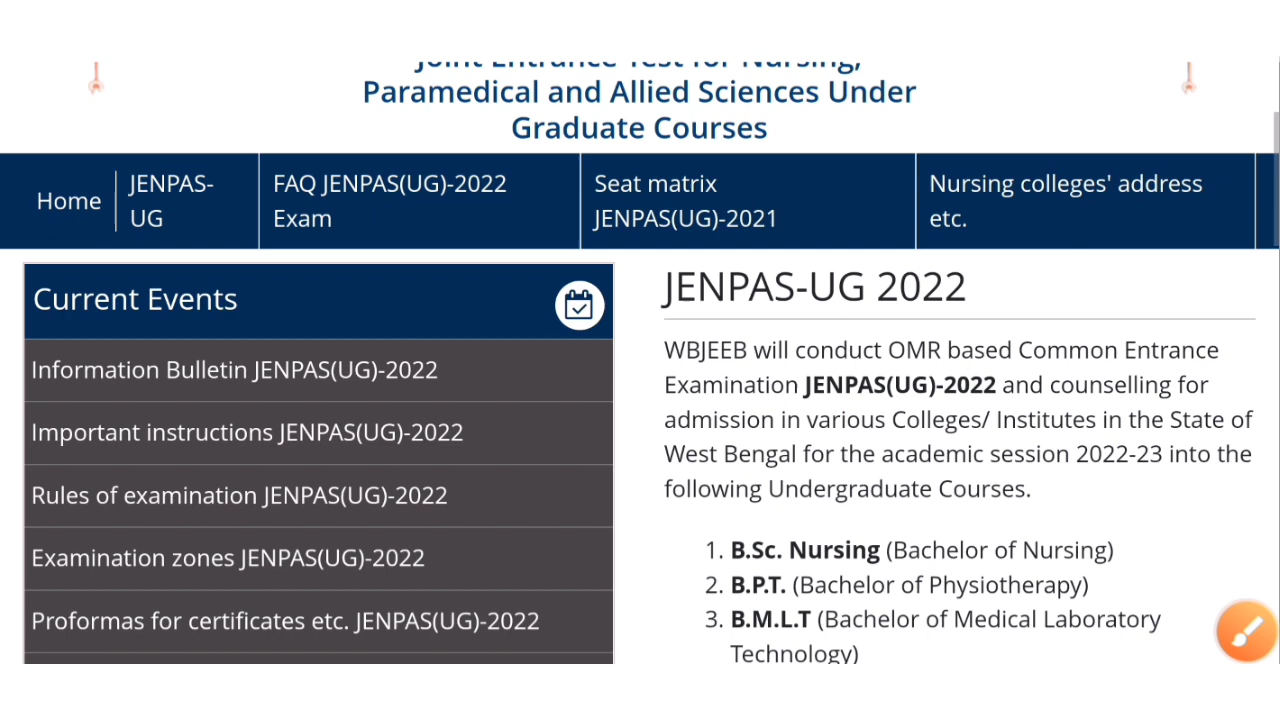 Joint Entrance Test for Nursing,
Paramedical and Allied Sciences Under
Graduate Courses
Home
JENPAS-
UG
FAQ JENPAS(UG)-2022
Exam
Seat matrix
JENPAS(UG)-2021
Nursing colleges' address
etc.
Current Events
Information Bulletin JENPAS(UG)-2022
Important instructions JENPAS(UG)-2022
Rules of examination JENPAS(UG)-2022
Examination zones JENPAS(UG)-2022
Proformas for certificates etc. JENPAS(UG)-2022
JENPAS-UG 2022
WBJEEB will conduct OMR based Common Entrance
Examination JENPAS(UG)-2022 and counselling for
admission in various Colleges/ Institutes in the State of
West Bengal for the academic session 2022-23 into the
following Undergraduate Courses.
1. B.Sc. Nursing (Bachelor of Nursing)
2. B.P.T. (Bachelor of Physiotherapy)
3. B.M.L.T (Bachelor of Medical Laboratory
Technology)